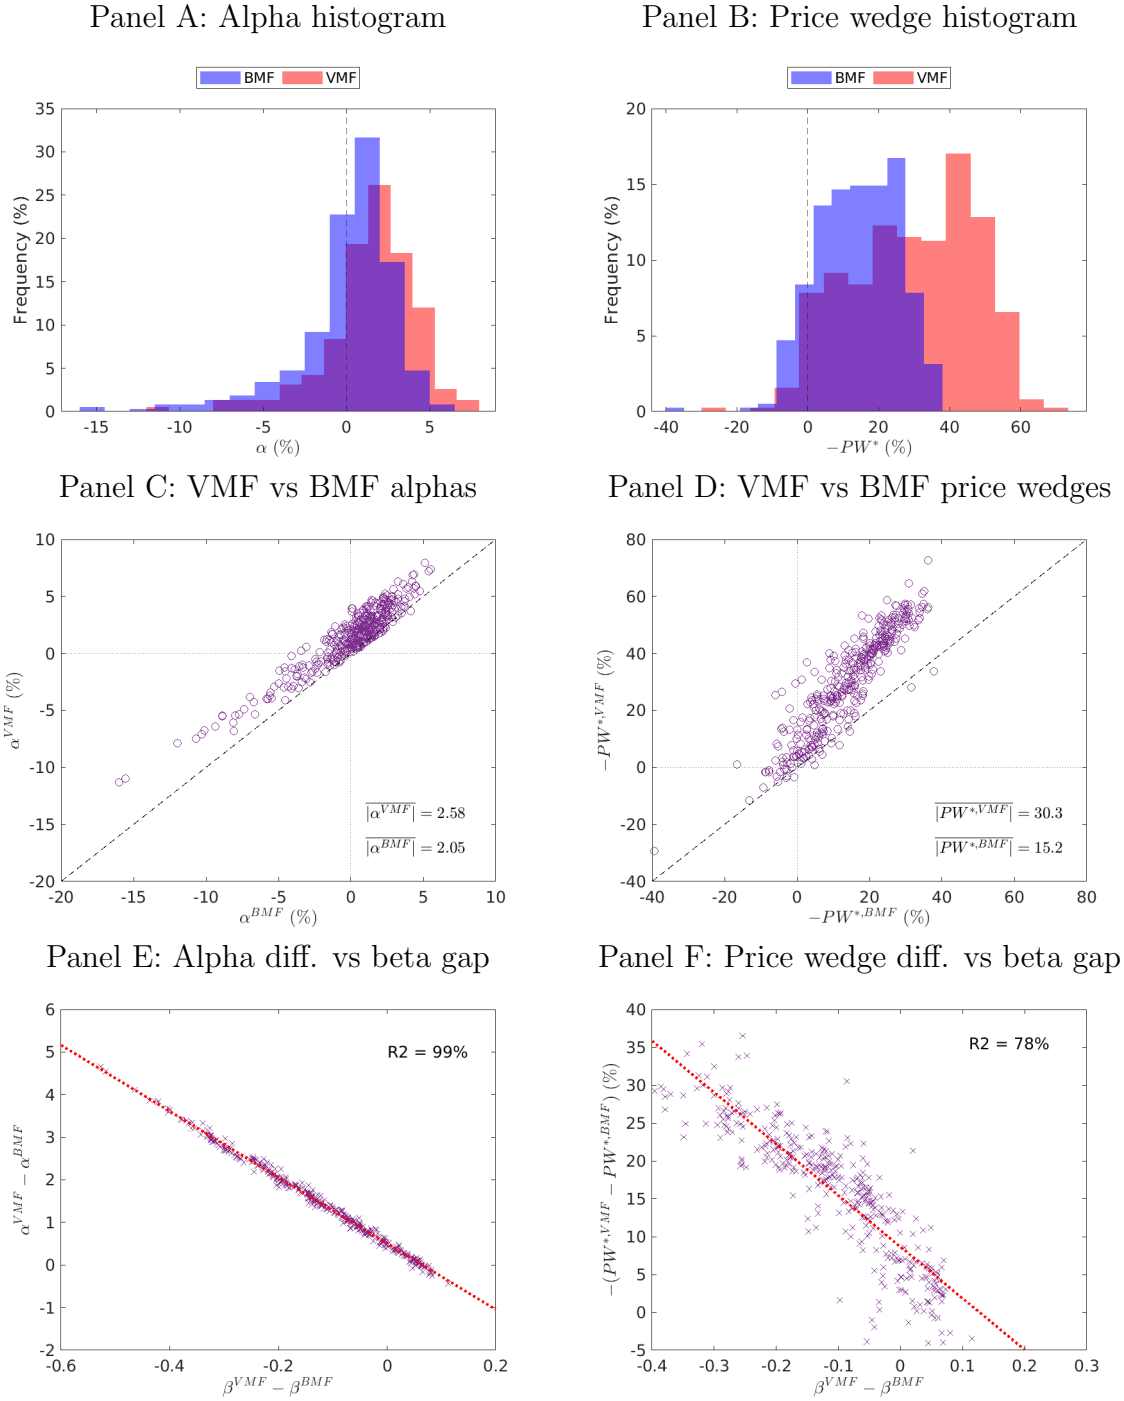 Panel A: Alpha histogram
BMF VMF
35
30
25
20
15
10
5
0
Frequency (%)
-15 -10 -5 0 5
α (%)
Panel B: Price wedge histogram
BMF VMF
20
15
10
5
0
Frequency (%)
-40 -20 0 20 40 60
−PW* (%)
Panel C: VMF vs BMF alphas
10
5
0
-5
-10
-15
-20
α^{VMF} (%)
|α^{VMF}| = 2.58
|α^{BMF}| = 2.05
-20 -15 -10 -5 0 5 10
α^{BMF} (%)
Panel D: VMF vs BMF price wedges
80
60
40
20
0
-20
-40
−PW^{*,VMF} (%)
|PW^{*,VMF}| = 30.3
|PW^{*,BMF}| = 15.2
-40 -20 0 20 40 60 80
−PW^{*,BMF} (%)
Panel E: Alpha diff. vs beta gap
6
5
4
3
2
1
0
-1
-2
α^{VMF} − α^{BMF}
R2 = 99%
-0.6 -0.4 -0.2 0 0.2
β^{VMF} − β^{BMF}
Panel F: Price wedge diff. vs beta gap
40
35
30
25
20
15
10
5
0
-5
−(PW^{*,VMF} − PW^{*,BMF}) (%)
R2 = 78%
-0.4 -0.3 -0.2 -0.1 0 0.1 0.2 0.3
β^{VMF} − β^{BMF}